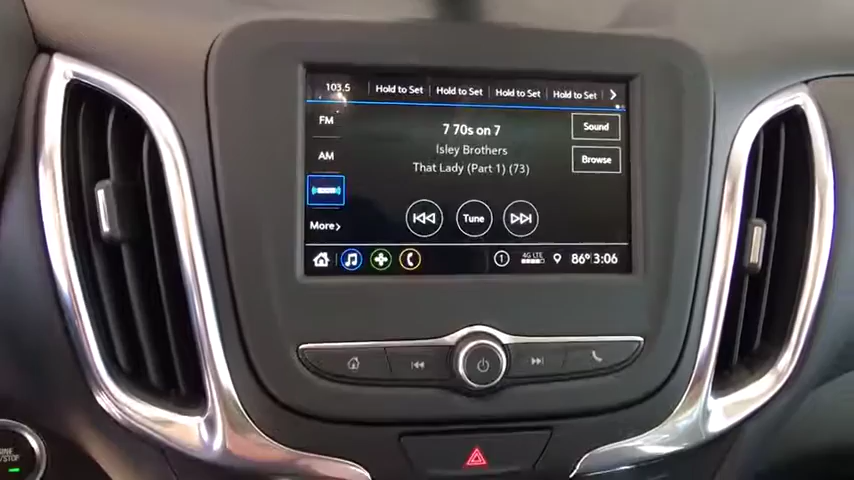 103.5 Hold to Set Hold to Set Hold to Set Hold to Set
FM
7 70s on 7
Sound
Isley Brothers
AM
Browse
That Lady (Part 1) (73)
More
Tune
1 4G LTE 86° 3:06